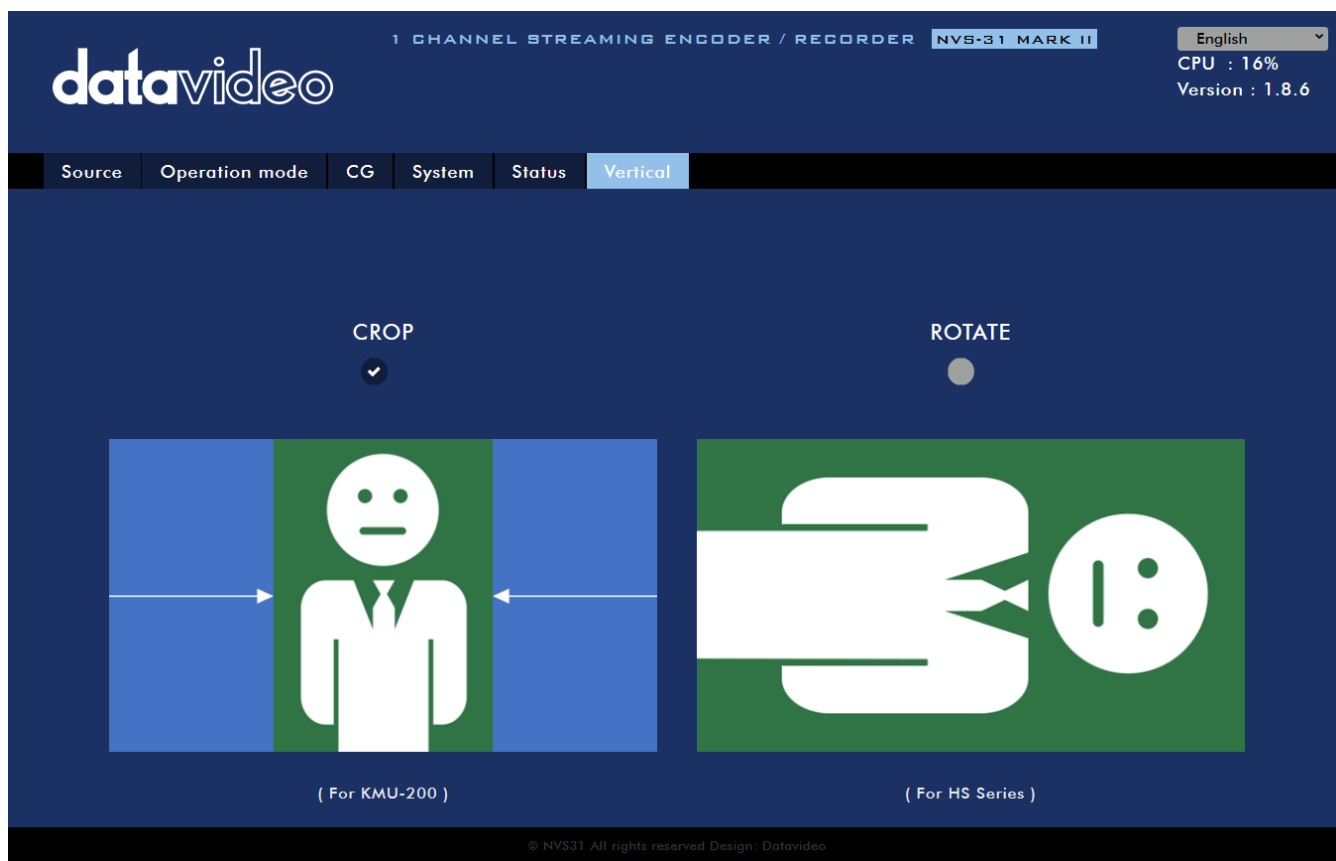 1 CHANNEL STREAMING ENCODER / RECORDER NVS-31 MARK II
English
datavideo
CPU : 16%
Version : 1.8.6
Source Operation mode CG System Status Vertical
CROP ROTATE
( For KMU-200 ) ( For HS Series )
© NVS31 All rights reserved Design: Datavideo